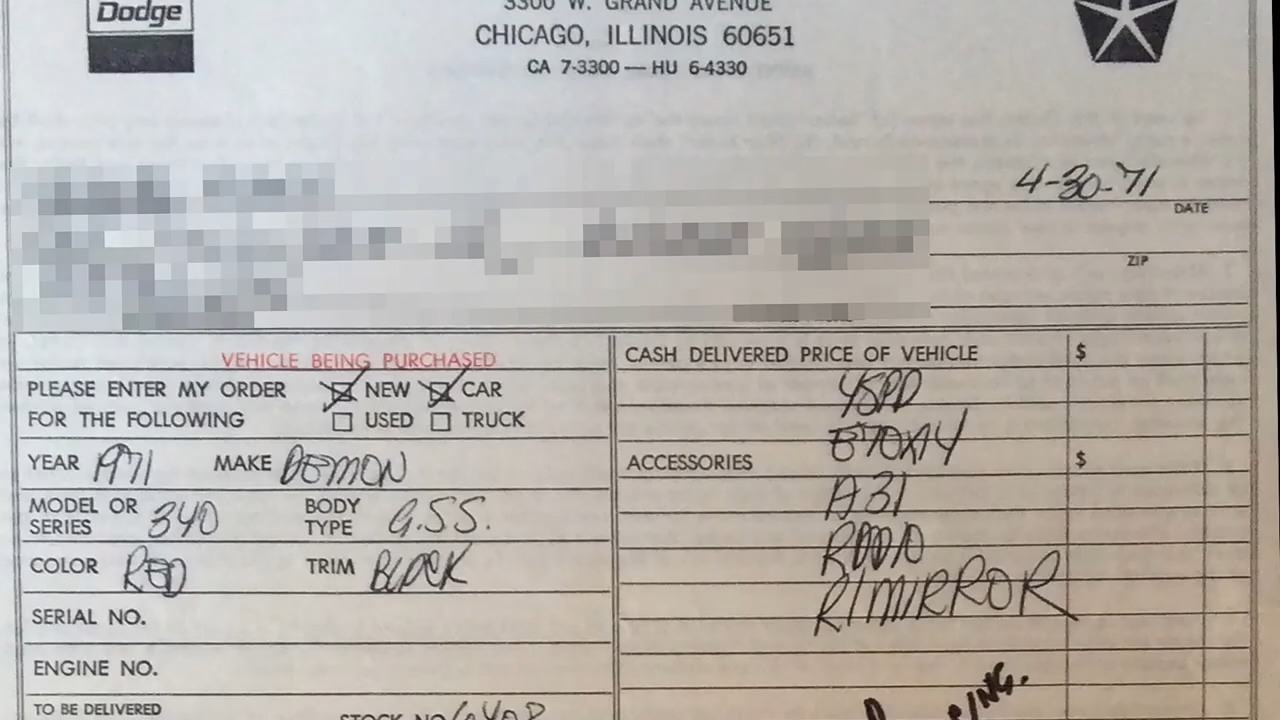 Dodge
3300 W. GRAND AVENUE
CHICAGO, ILLINOIS 60651
CA 7-3300 — HU 6-4330
4-30-71
DATE
ZIP
VEHICLE BEING PURCHASED
PLEASE ENTER MY ORDER NEW CAR
FOR THE FOLLOWING USED TRUCK
YEAR 1971 MAKE DEMON
MODEL OR SERIES 340 BODY TYPE G.S.S.
COLOR RED TRIM BLACK
SERIAL NO.
ENGINE NO.
TO BE DELIVERED
STOCK NO
CASH DELIVERED PRICE OF VEHICLE $
4SPD
ACCESSORIES $
A31
RADIO
R/MIRROR